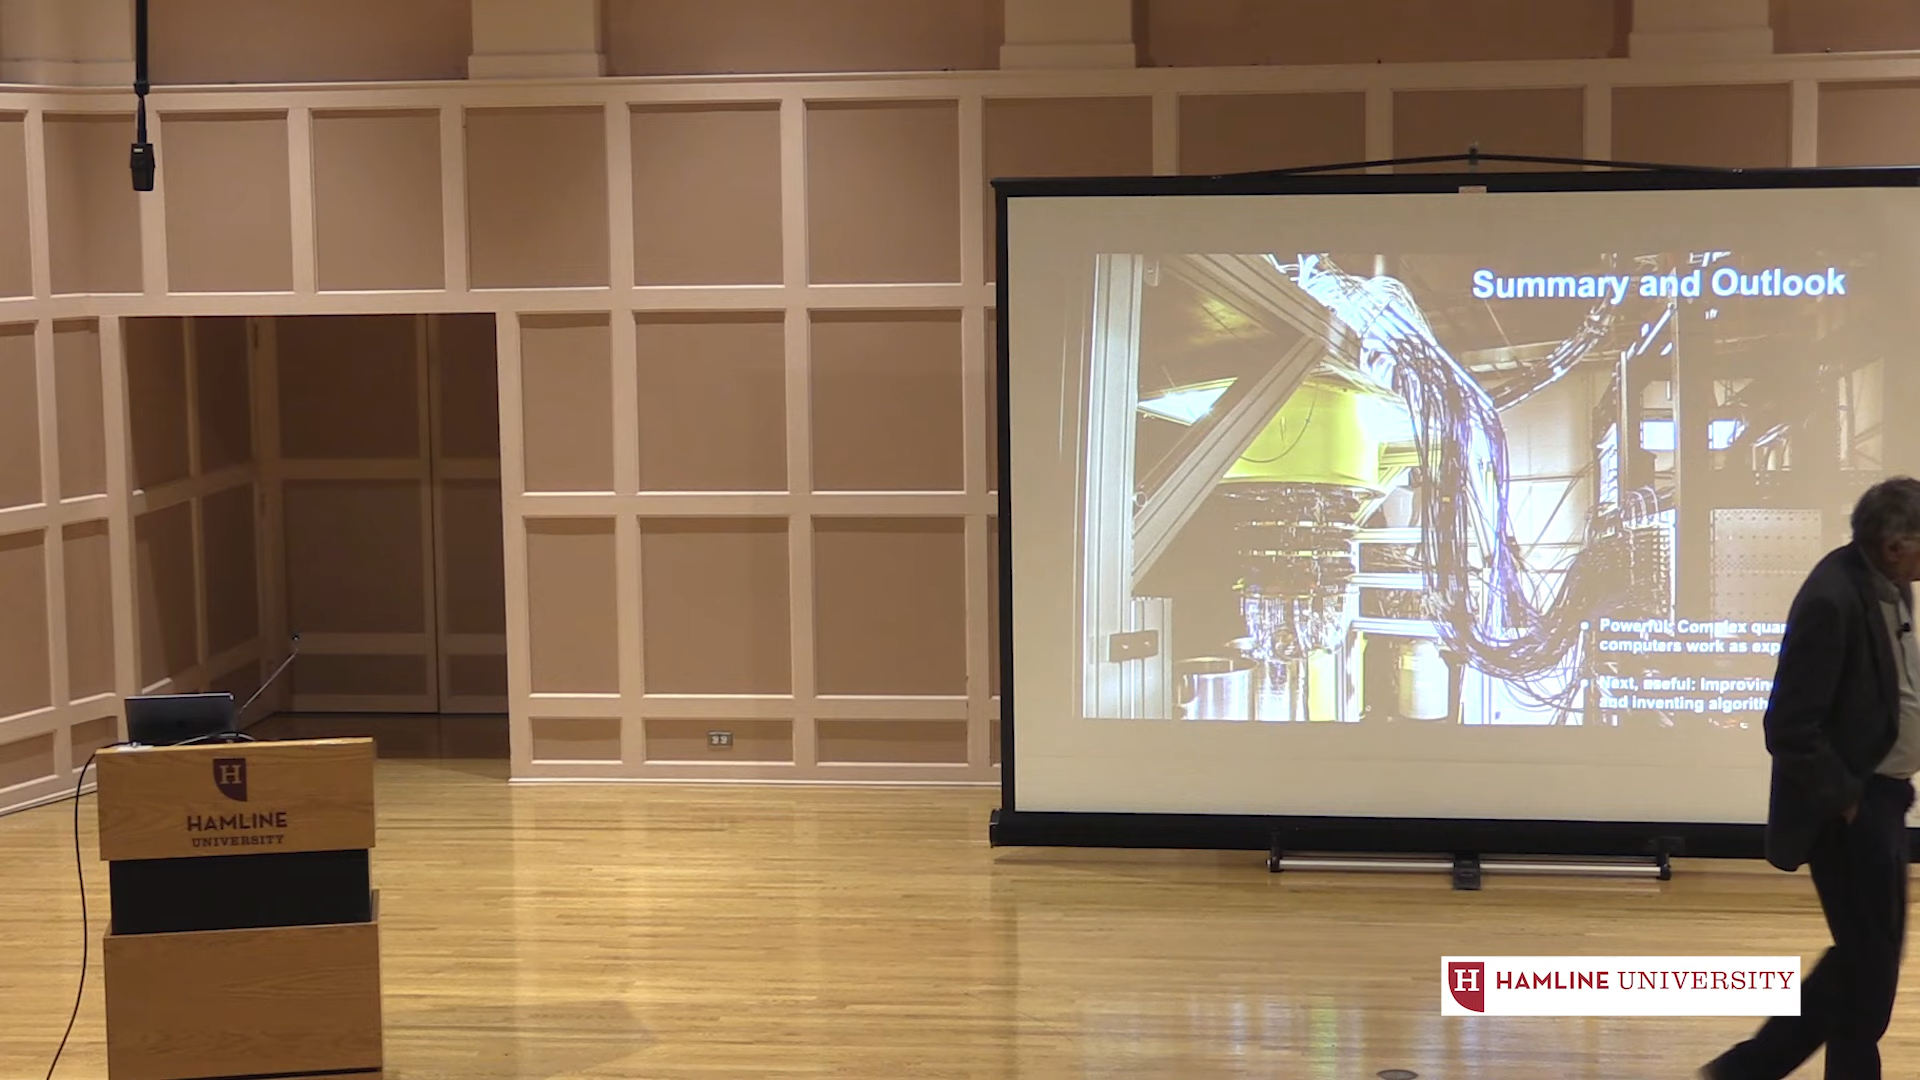 Summary and Outlook
Powerful: Complex quan
computers work as exp
Next, useful: Improvin
and inventing algorith
H
HAMLINE
UNIVERSITY
H HAMLINE UNIVERSITY